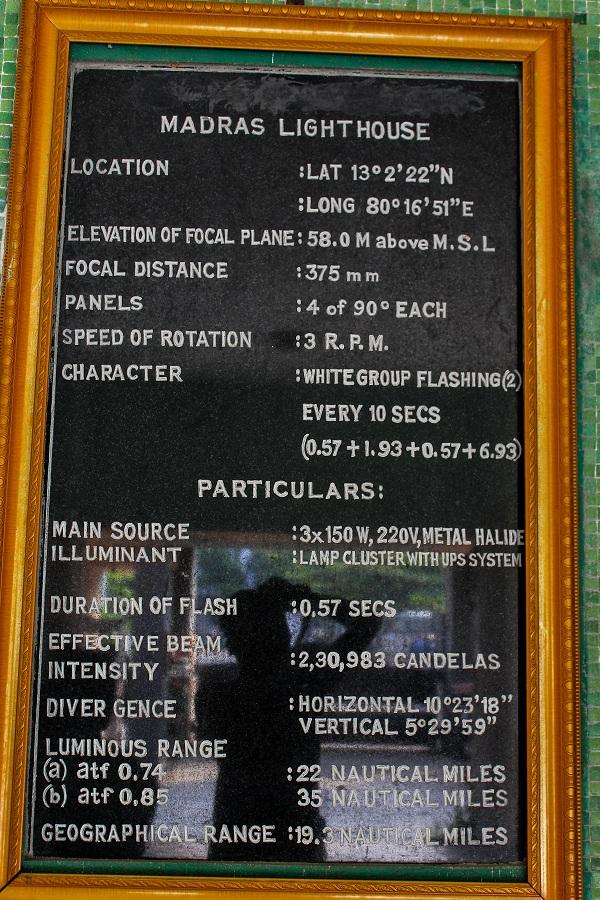 MADRAS LIGHTHOUSE
LOCATION :LAT 13°2'22"N
:LONG 80°16'51"E
ELEVATION OF FOCAL PLANE: 58.0 M above M.S.L
FOCAL DISTANCE :375 mm
PANELS :4 of 90° EACH
SPEED OF ROTATION :3 R.P.M.
CHARACTER :WHITE GROUP FLASHING(2)
EVERY 10 SECS
(0.57+1.93+0.57+6.93)
PARTICULARS:
MAIN SOURCE :3x150 W, 220V, METAL HALIDE
ILLUMINANT :LAMP CLUSTER WITH UPS SYSTEM
DURATION OF FLASH :0,57 SECS
EFFECTIVE BEAM
INTENSITY :2,30,983 CANDELAS
DIVER GENCE :HORIZONTAL 10°23'18"
VERTICAL 5°29'59"
LUMINOUS RANGE
(a) atf 0.74 :22 NAUTICAL MILES
(b) atf 0.85 35 NAUTICAL MILES
GEOGRAPHICAL RANGE :19.3 NAUTICAL MILES